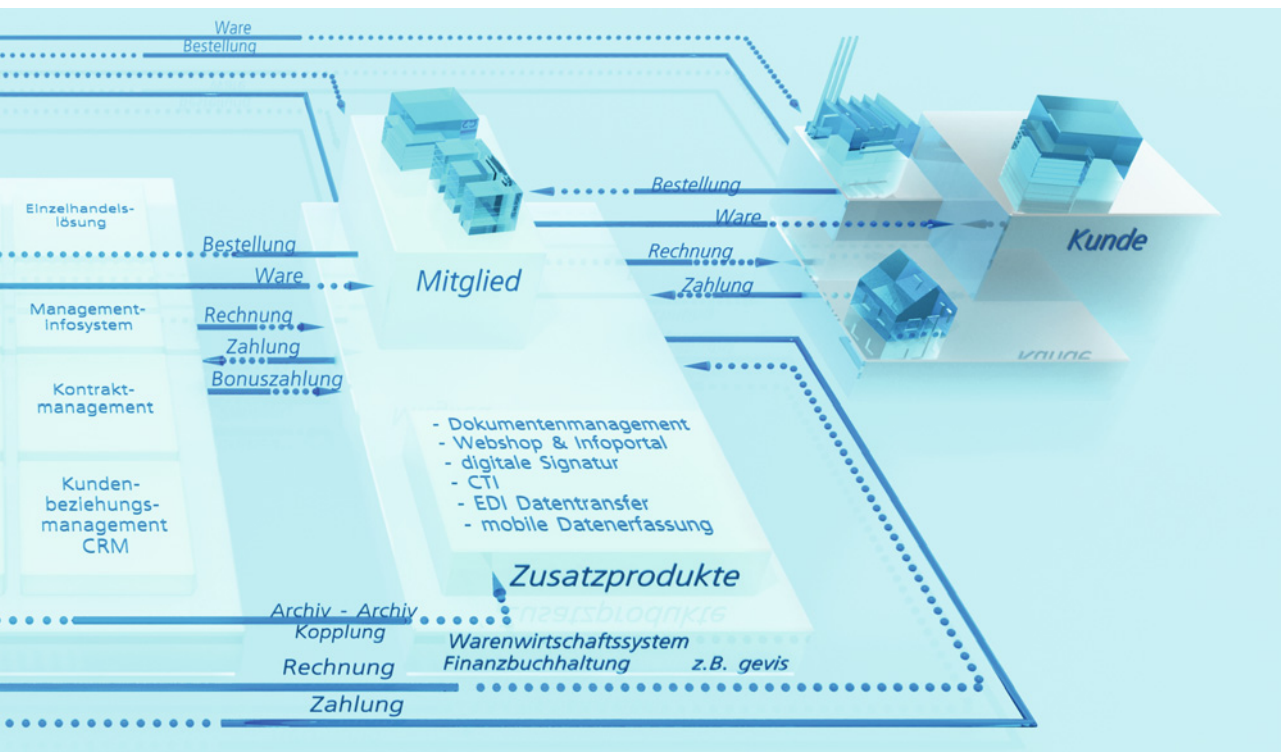 Ware
Bestellung
Einzelhandels-
lösung
Management-
infosystem
Kontrakt-
management
Kunden-
beziehungs-
management
CRM
Bestellung
Ware
Rechnung
Zahlung
Bonuszahlung
Mitglied
Bestellung
Ware
Rechnung
Zahlung
Kunde
- Dokumentenmanagement
- Webshop & Infoportal
- digitale Signatur
- CTI
- EDI Datentransfer
- mobile Datenerfassung
Zusatzprodukte
Archiv - Archiv
Kopplung
Warenwirtschaftssystem
Finanzbuchhaltung z.B. gevis
Rechnung
Zahlung